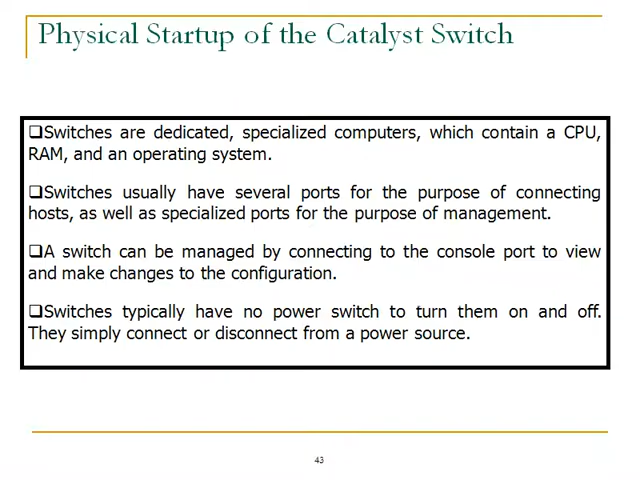 Physical Startup of the Catalyst Switch
❑Switches are dedicated, specialized computers, which contain a CPU,
RAM, and an operating system.
❑Switches usually have several ports for the purpose of connecting
hosts, as well as specialized ports for the purpose of management.
❑A switch can be managed by connecting to the console port to view
and make changes to the configuration.
❑Switches typically have no power switch to turn them on and off.
They simply connect or disconnect from a power source.
43